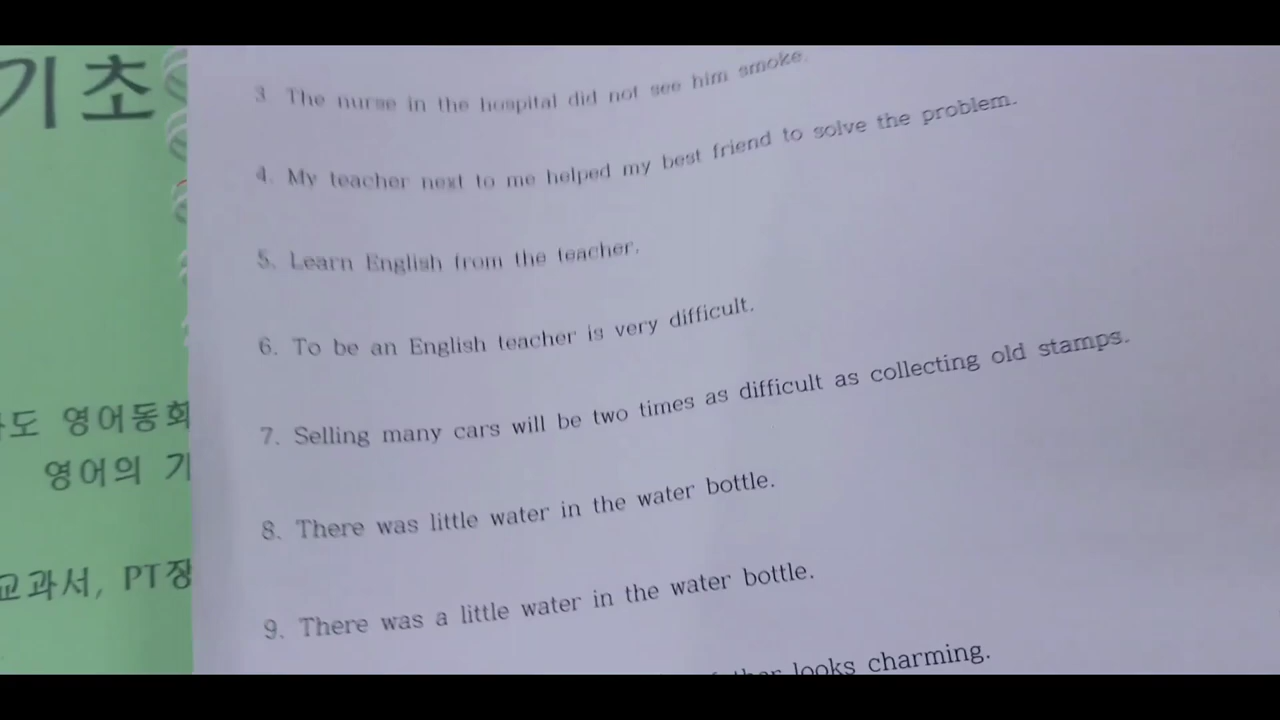 기초
도 영어동화
영어의 기
교과서, PT장
3 The nurse in the hospital did not see him smoke.
4. My teacher next to me helped my best friend to solve the problem.
5. Learn English from the teacher.
6. To be an English teacher is very difficult.
7. Selling many cars will be two times as difficult as collecting old stamps.
8. There was little water in the water bottle.
9. There was a little water in the water bottle.
looks charming.